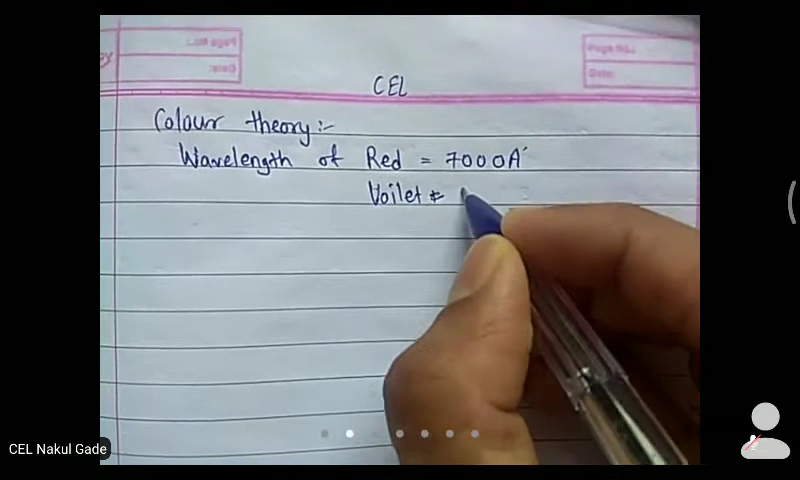 CEL
Colour theory :-
Wavelength of Red = 7000A°
Voilet =
CEL Nakul Gade